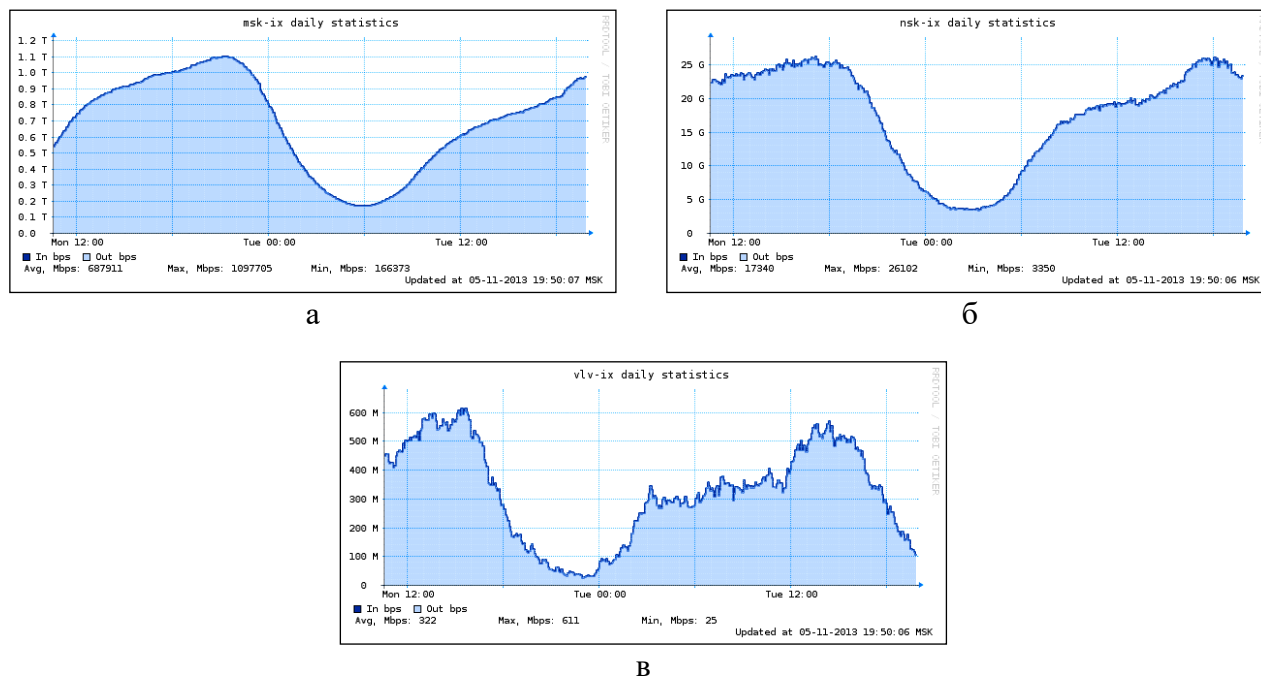 msk-ix daily statistics
RRDTOOL / TOBI OETIKER
1.2 T
1.1 T
1.0 T
0.9 T
0.8 T
0.7 T
0.6 T
0.5 T
0.4 T
0.3 T
0.2 T
0.1 T
0.0
Mon 12:00 Tue 00:00 Tue 12:00
In bps Out bps
Avg, Mbps: 687911 Max, Mbps: 1097705 Min, Mbps: 166373
Updated at 05-11-2013 19:50:07 MSK
а
nsk-ix daily statistics
25 G
20 G
15 G
10 G
5 G
0
Mon 12:00 Tue 00:00 Tue 12:00
In bps Out bps
Avg, Mbps: 17340 Max, Mbps: 26102 Min, Mbps: 3350
Updated at 05-11-2013 19:50:06 MSK
б
vlv-ix daily statistics
RRDTOOL / TOBI OETIKER
600 M
500 M
400 M
300 M
200 M
100 M
0
Mon 12:00 Tue 00:00 Tue 12:00
In bps Out bps
Avg, Mbps: 322 Max, Mbps: 611 Min, Mbps: 25
Updated at 05-11-2013 19:50:06 MSK
в